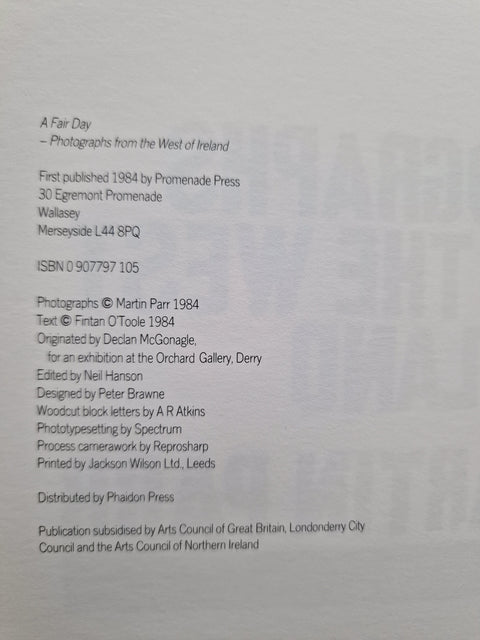 A Fair Day
– Photographs from the West of Ireland
First published 1984 by Promenade Press
30 Egremont Promenade
Wallasey
Merseyside L44 8PQ
ISBN 0 907797 105
Photographs © Martin Parr 1984
Text © Fintan O'Toole 1984
Originated by Declan McGonagle,
for an exhibition at the Orchard Gallery, Derry
Edited by Neil Hanson
Designed by Peter Brawne
Woodcut block letters by A R Atkins
Phototypesetting by Spectrum
Process camerawork by Reprosharp
Printed by Jackson Wilson Ltd., Leeds
Distributed by Phaidon Press
Publication subsidised by Arts Council of Great Britain, Londonderry City
Council and the Arts Council of Northern Ireland